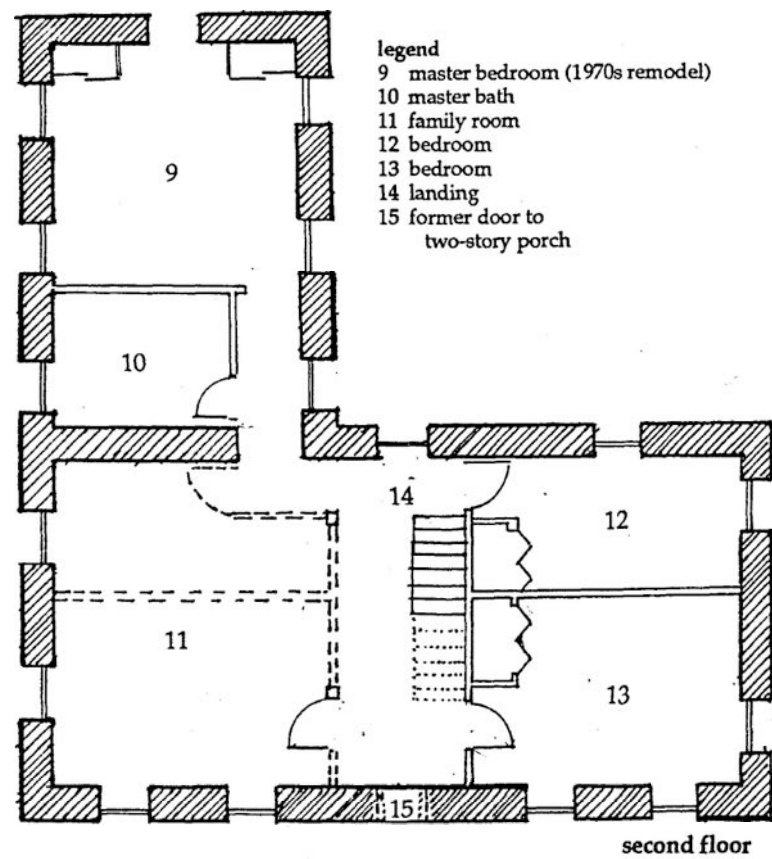 legend
9 master bedroom (1970s remodel)
10 master bath
11 family room
12 bedroom
13 bedroom
14 landing
15 former door to
two-story porch
9
10
14
12
11
13
15
second floor